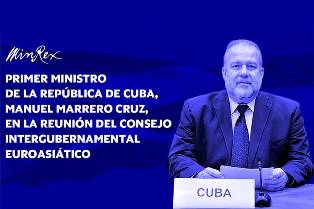 MinRex
PRIMER MINISTRO
DE LA REPÚBLICA DE CUBA,
MANUEL MARRERO CRUZ,
EN LA REUNIÓN DEL CONSEJO
INTERGUBERNAMENTAL
EUROASIÁTICO
CUBA